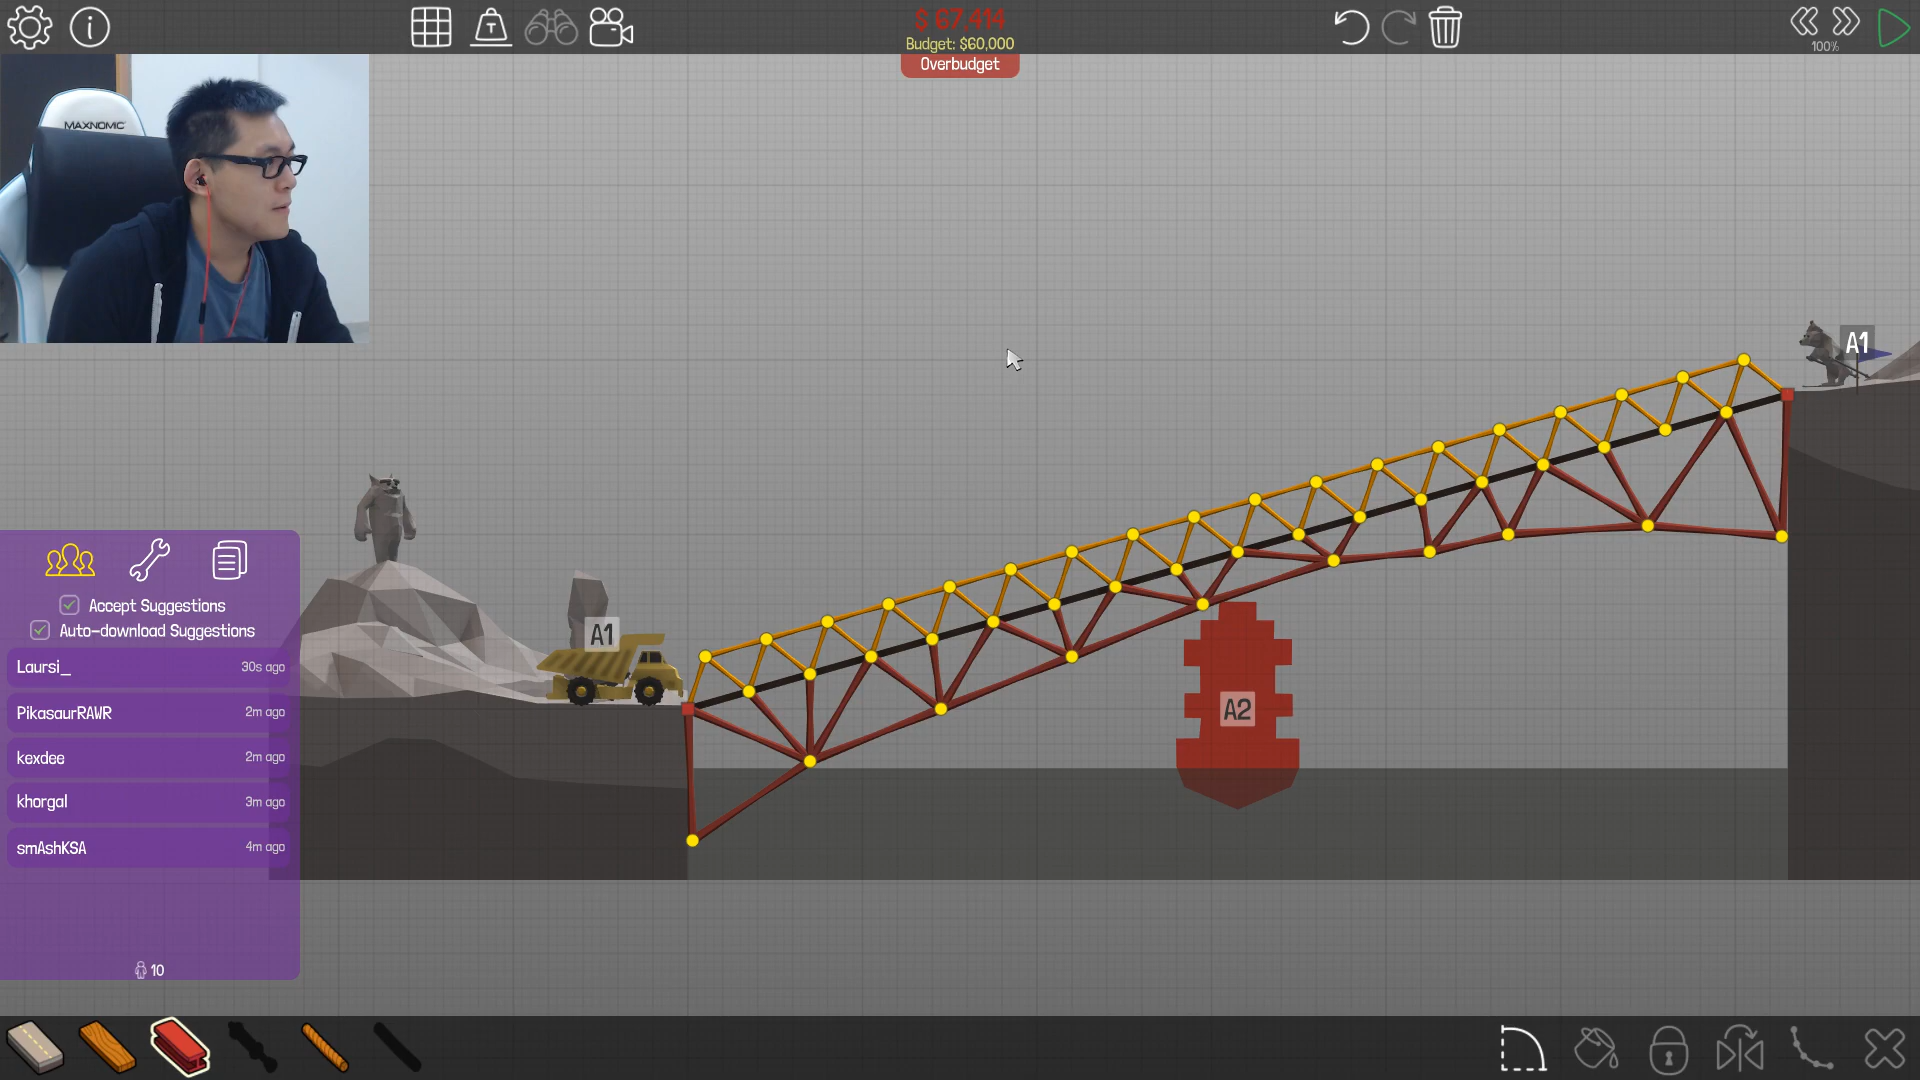 $ 67,414
Budget: $60,000
Overbudget
100%
MAXNOMIC
A1
A1
A2
T
Accept Suggestions
Auto-download Suggestions
Laursi_ 30s ago
PikasaurRAWR 2m ago
kexdee 2m ago
khorgal 3m ago
smAshKSA 4m ago
10